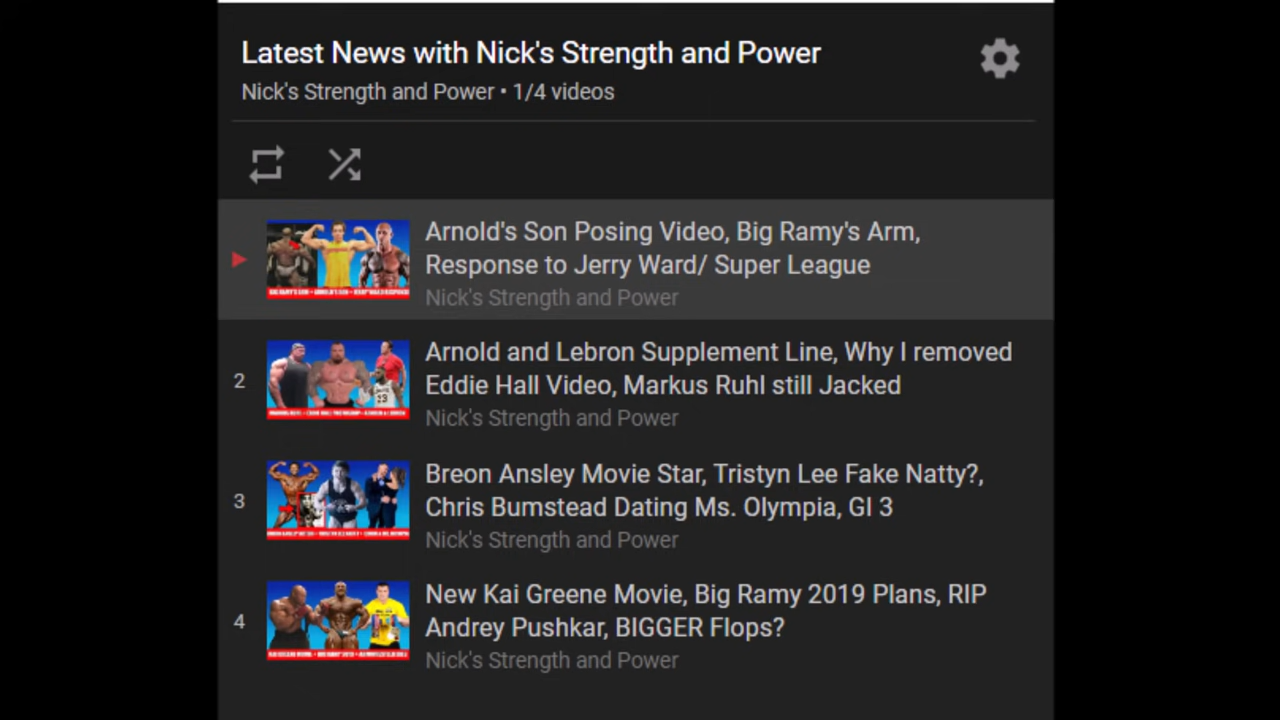 Latest News with Nick's Strength and Power
Nick's Strength and Power • 1/4 videos
Arnold's Son Posing Video, Big Ramy's Arm,
Response to Jerry Ward/ Super League
Nick's Strength and Power
2
Arnold and Lebron Supplement Line, Why I removed
Eddie Hall Video, Markus Ruhl still Jacked
Nick's Strength and Power
23
3
Breon Ansley Movie Star, Tristyn Lee Fake Natty?,
Chris Bumstead Dating Ms. Olympia, GI 3
Nick's Strength and Power
4
New Kai Greene Movie, Big Ramy 2019 Plans, RIP
Andrey Pushkar, BIGGER Flops?
Nick's Strength and Power